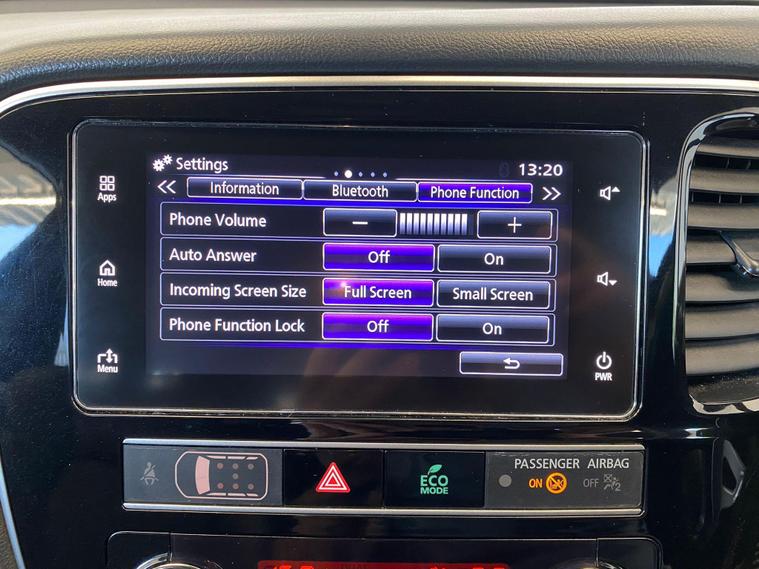 Settings 13:20
<< Information Bluetooth Phone Function >>
Phone Volume − +
Auto Answer Off On
Incoming Screen Size Full Screen Small Screen
Phone Function Lock Off On
Apps
Home
Menu
PWR
ECO
MODE
PASSENGER AIRBAG
ON OFF 2